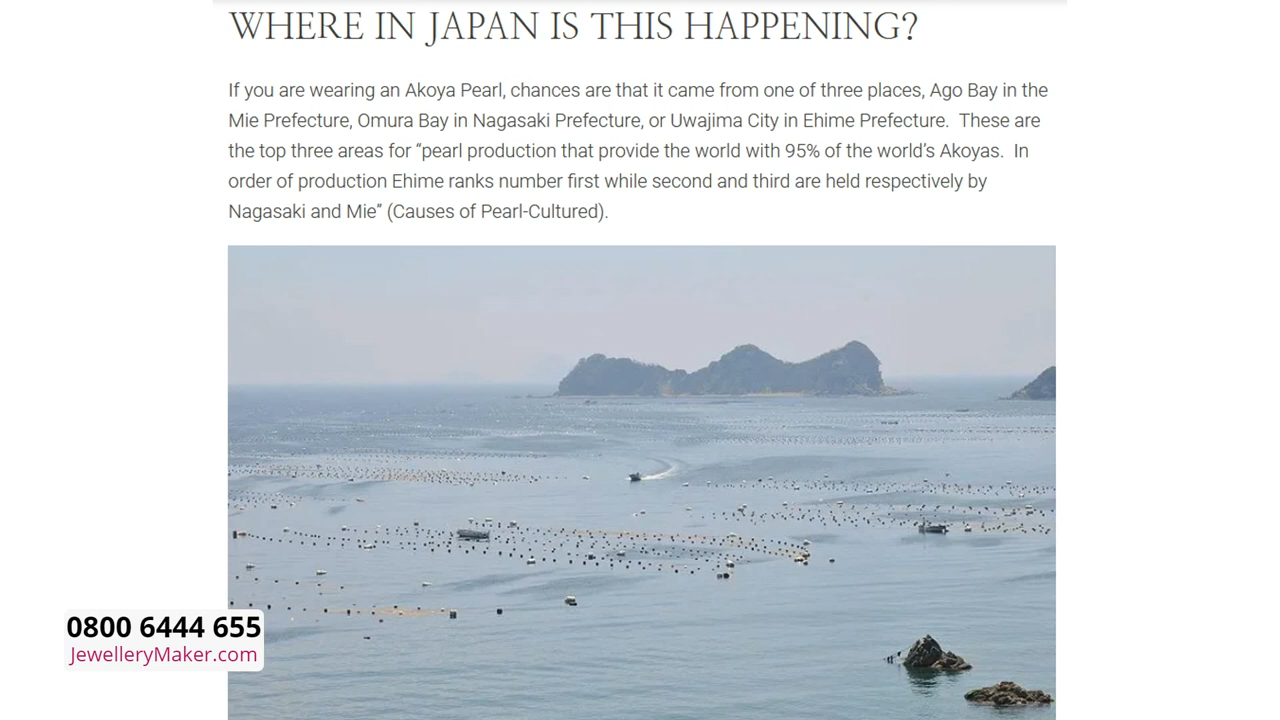 WHERE IN JAPAN IS THIS HAPPENING?
If you are wearing an Akoya Pearl, chances are that it came from one of three places, Ago Bay in the
Mie Prefecture, Omura Bay in Nagasaki Prefecture, or Uwajima City in Ehime Prefecture.  These are
the top three areas for “pearl production that provide the world with 95% of the world’s Akoyas.  In
order of production Ehime ranks number first while second and third are held respectively by
Nagasaki and Mie” (Causes of Pearl-Cultured).
0800 6444 655
JewelleryMaker.com